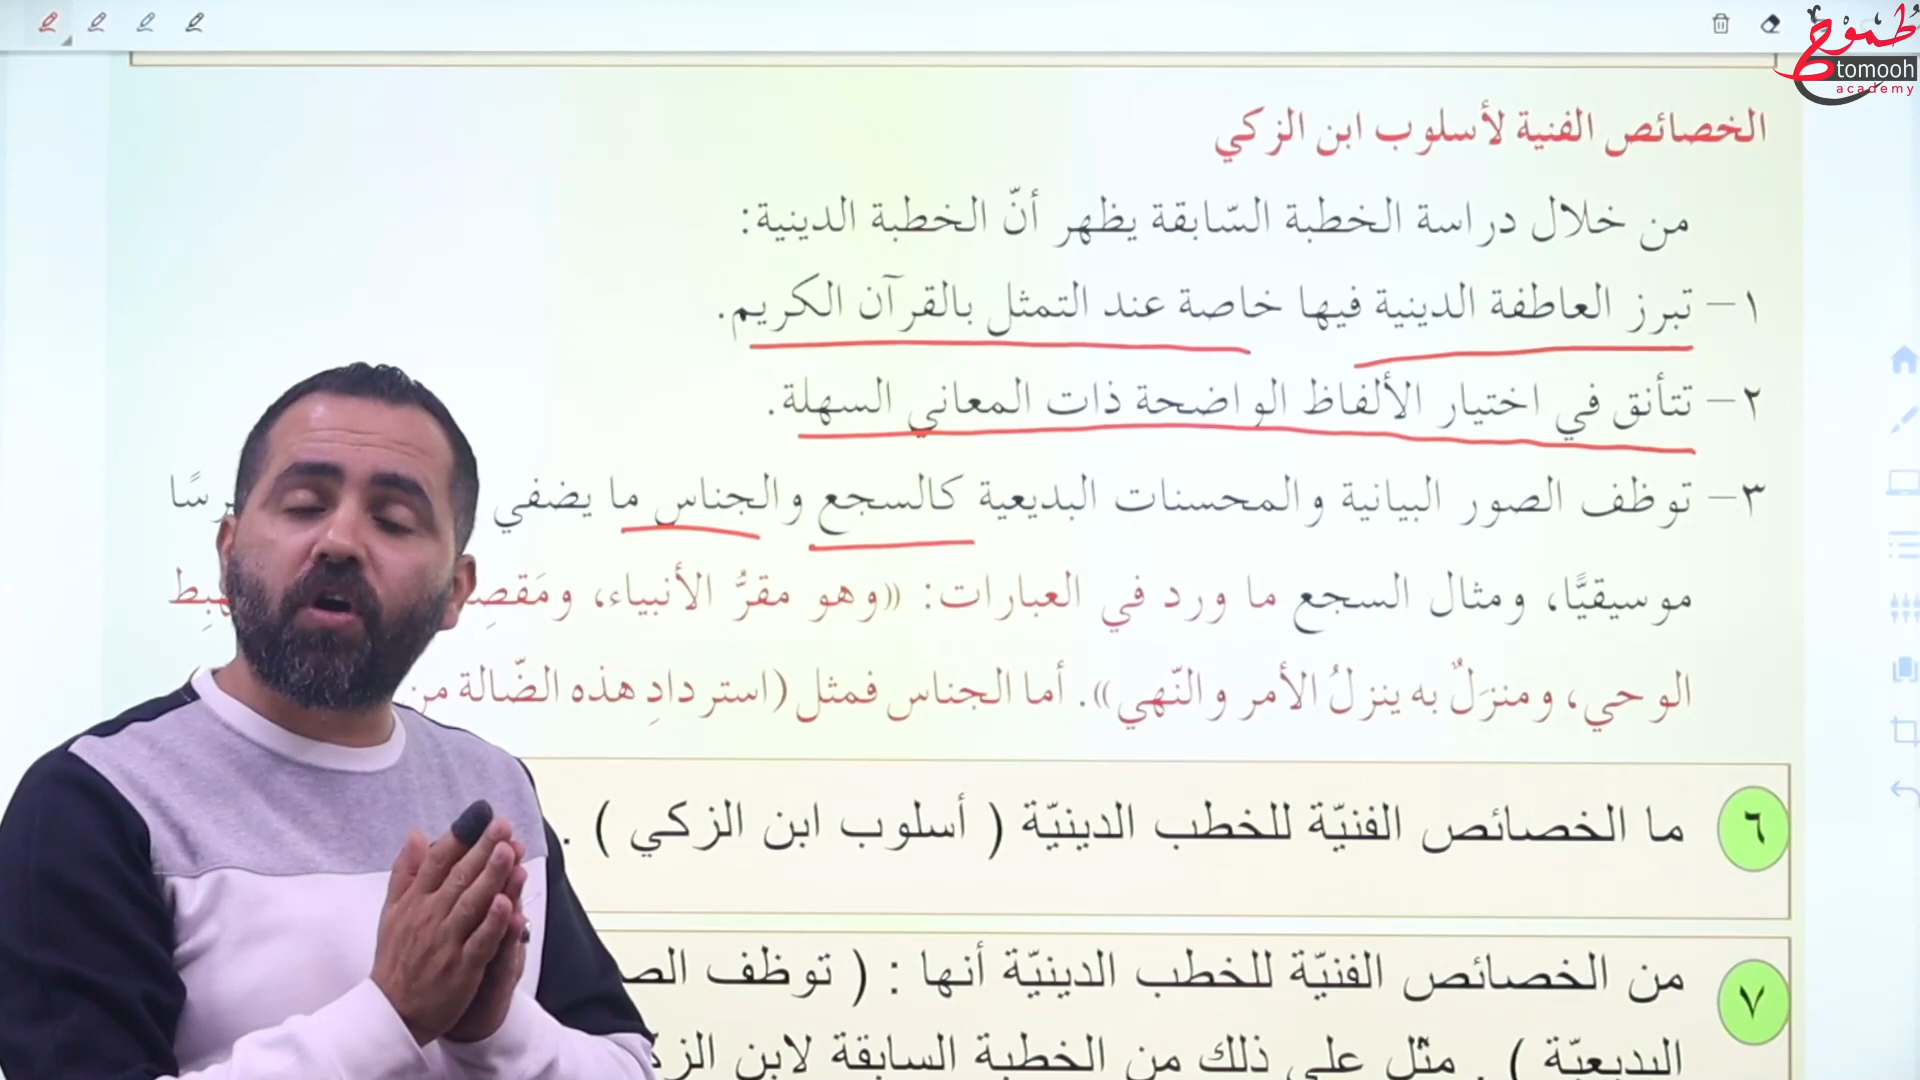 طموح
tomooh
academy
الخصائص الفنية لأسلوب ابن الزكي
من خلال دراسة الخطبة السّابقة يظهر أنّ الخطبة الدينية:
١– تبرز العاطفة الدينية فيها خاصة عند التمثل بالقرآن الكريم.
٢– تتأنق في اختيار الألفاظ الواضحة ذات المعاني السهلة.
٣– توظف الصور البيانية والمحسنات البديعية كالسجع والجناس ما يضفي
موسيقيًّا، ومثال السجع ما ورد في العبارات: «وهو مقرُّ الأنبياء،
الوحي، ومنزَلٌ به ينزلُ الأمر والنّهي». أما الجناس فمثل (استردادِ هذه الضّالة من
٦ ما الخصائص الفنيّة للخطب الدينيّة ( أسلوب ابن الزكي ) .
٧ من الخصائص الفنيّة للخطب الدينيّة أنها : ( توظف
البديعيّة ) . مثّل على ذلك من الخطبة السابقة لابن